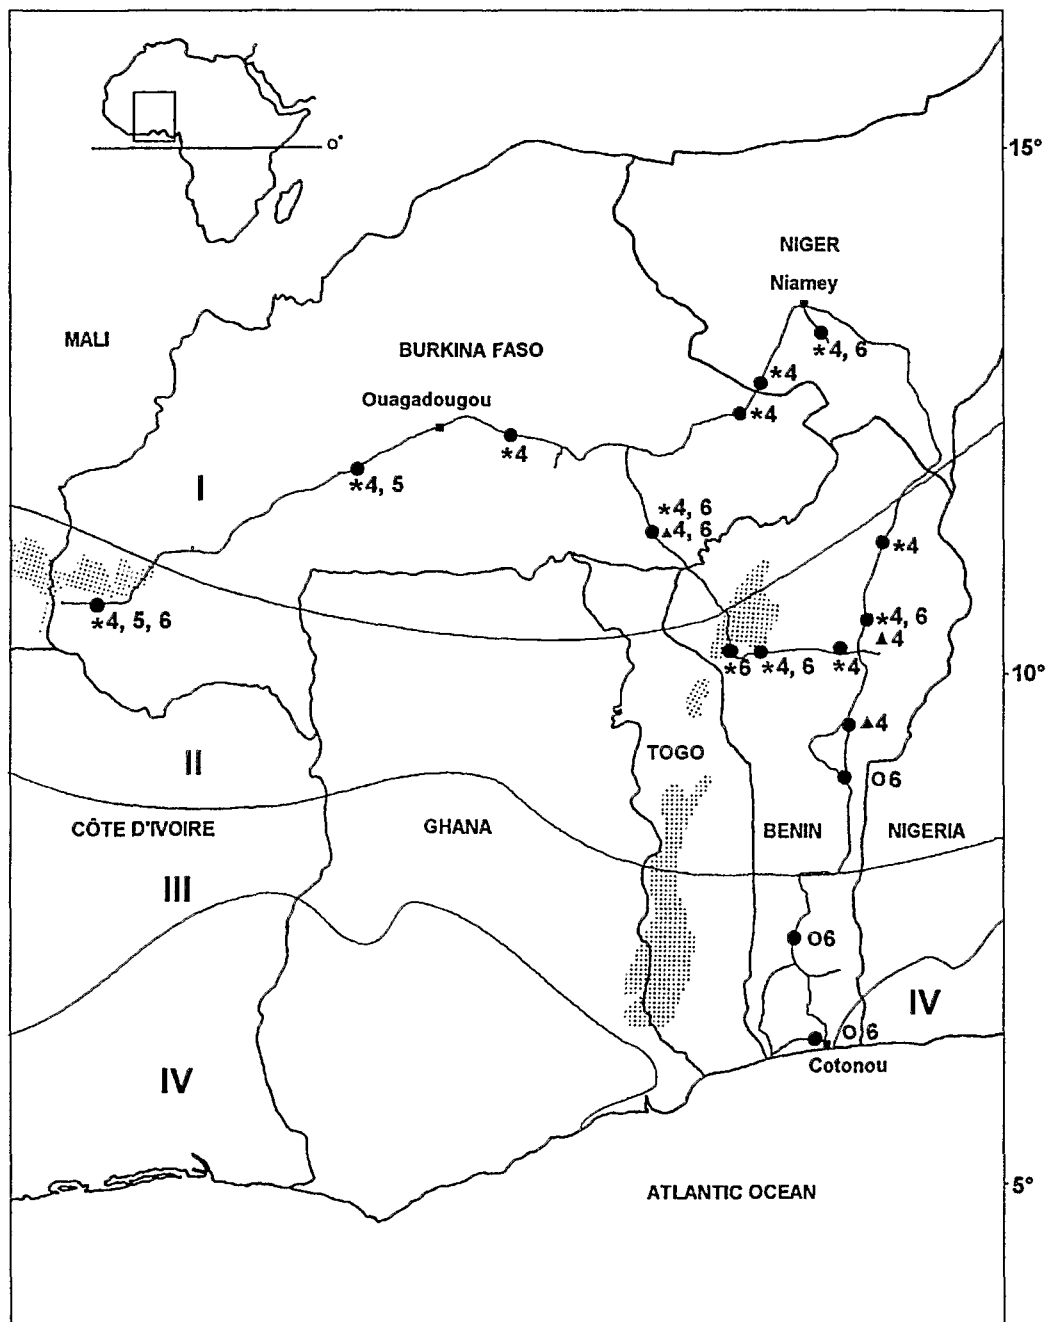 0°
15°
NIGER
Niamey
MALI
BURKINA FASO
*4, 6
*4
Ouagadougou
*4
*4
*4, 5
I
*4, 6
▲4, 6
*4
*4, 5, 6
*4, 6
▲4
*6
*4, 6
*4
10°
▲4
TOGO
II
O6
CÔTE D'IVOIRE
GHANA
BENIN
NIGERIA
III
O6
IV
O 6
Cotonou
IV
ATLANTIC OCEAN
5°